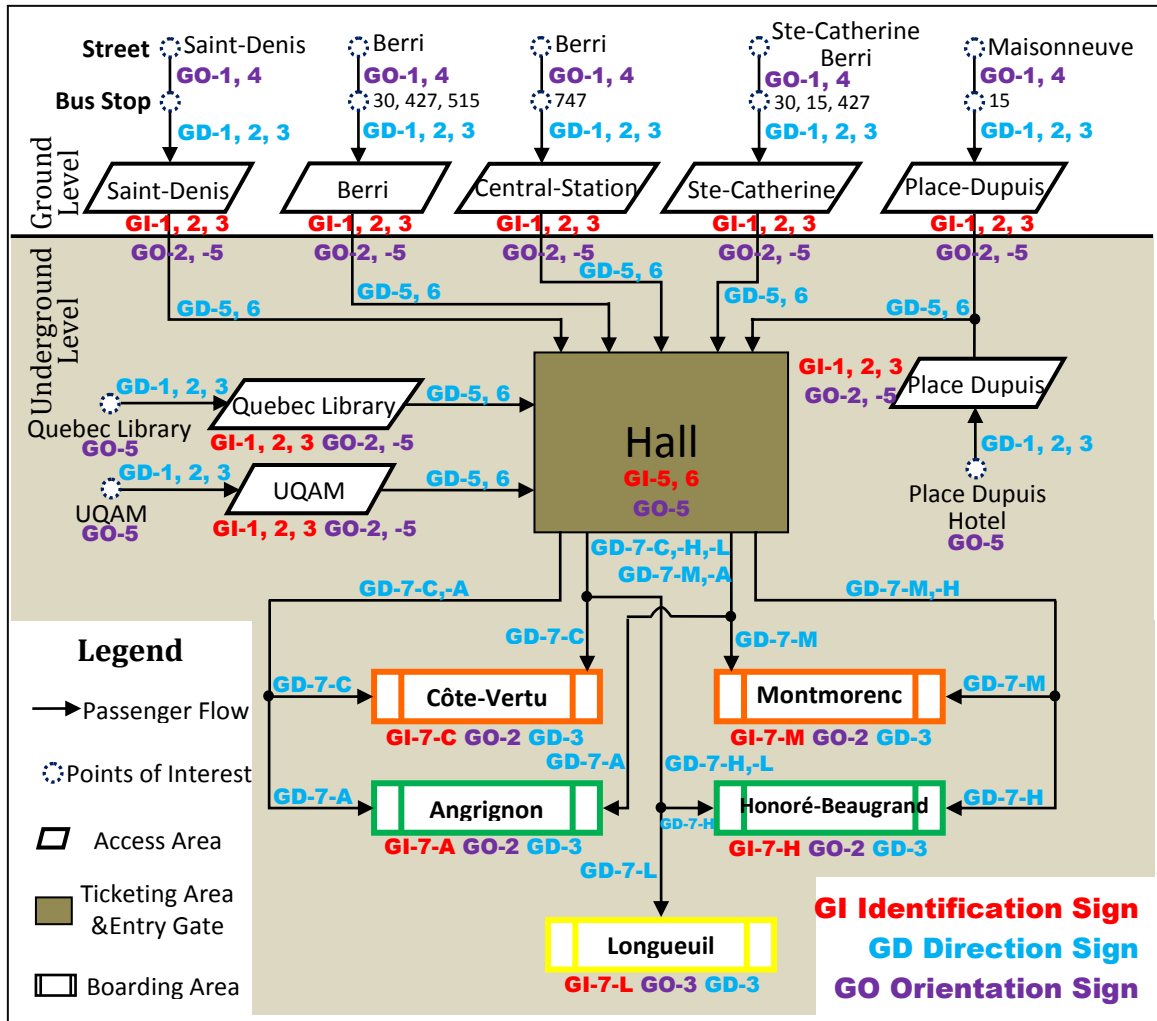 Street
Saint-Denis
Berri
Berri
Ste-Catherine
Berri
Maisonneuve
GO-1, 4
GO-1, 4
GO-1, 4
GO-1, 4
GO-1, 4
Bus Stop
30, 427, 515
747
30, 15, 427
15
GD-1, 2, 3
GD-1, 2, 3
GD-1, 2, 3
GD-1, 2, 3
GD-1, 2, 3
Ground
Level
Saint-Denis
Berri
Central-Station
Ste-Catherine
Place-Dupuis
GI-1, 2, 3
GI-1, 2, 3
GI-1, 2, 3
GI-1, 2, 3
GI-1, 2, 3
GO-2, -5
GO-2, -5
GO-2, -5
GO-2, -5
GO-2, -5
Underground
Level
GD-5, 6
GD-5, 6
GD-5, 6
GD-5, 6
GD-5, 6
GD-1, 2, 3
Quebec Library
GO-5
Quebec Library
GI-1, 2, 3 GO-2, -5
GD-5, 6
GD-1, 2, 3
UQAM
GO-5
UQAM
GI-1, 2, 3 GO-2, -5
GD-5, 6
Hall
GI-5, 6
GO-5
GI-1, 2, 3
GO-2, -5
Place Dupuis
GD-1, 2, 3
Place Dupuis
Hotel
GO-5
GD-7-C,-H,-L
GD-7-M,-A
GD-7-C,-A
GD-7-M,-H
GD-7-C
GD-7-M
GD-7-C
Côte-Vertu
Montmorenc
GD-7-M
GI-7-C GO-2 GD-3
GI-7-M GO-2 GD-3
GD-7-A
GD-7-H,-L
GD-7-A
Angrignon
GD-7-H
Honoré-Beaugrand
GD-7-H
GI-7-A GO-2 GD-3
GI-7-H GO-2 GD-3
GD-7-L
Longueuil
GI-7-L GO-3 GD-3
Legend
Passenger Flow
Points of Interest
Access Area
Ticketing Area
&Entry Gate
Boarding Area
GI Identification Sign
GD Direction Sign
GO Orientation Sign